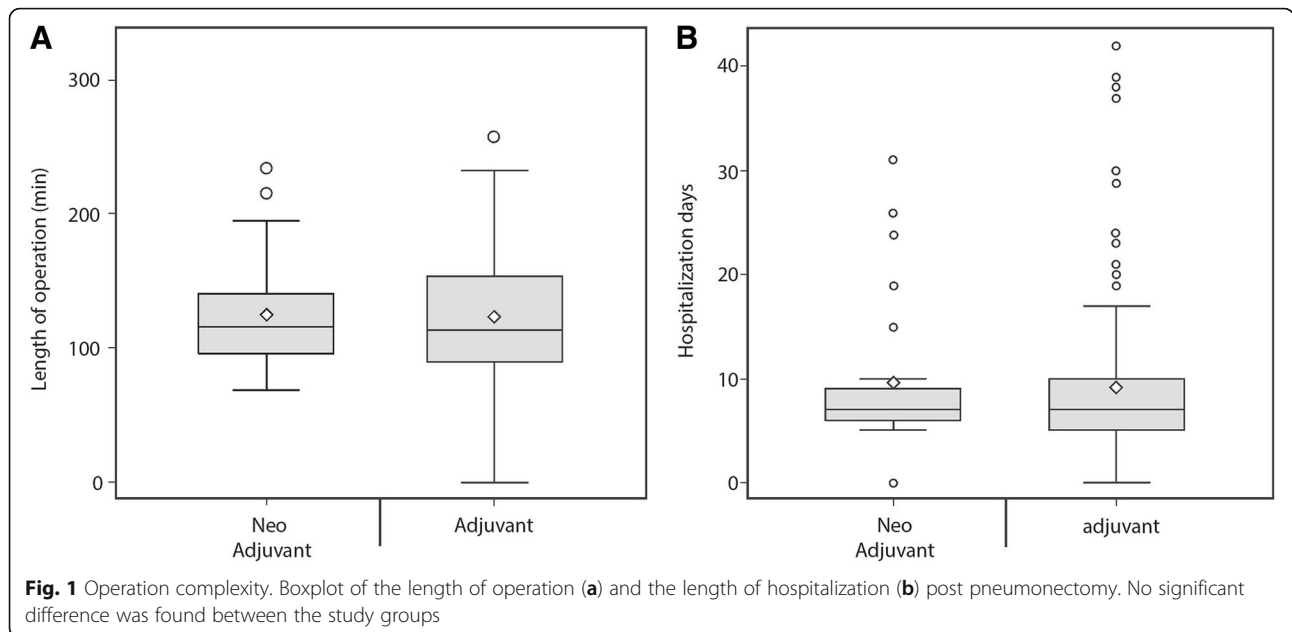 A
Length of operation (min)
300
200
100
0
Neo
Adjuvant
Adjuvant
B
Hospitalization days
40
30
20
10
0
Neo
Adjuvant
adjuvant
Fig. 1 Operation complexity. Boxplot of the length of operation (a) and the length of hospitalization (b) post pneumonectomy. No significant
difference was found between the study groups